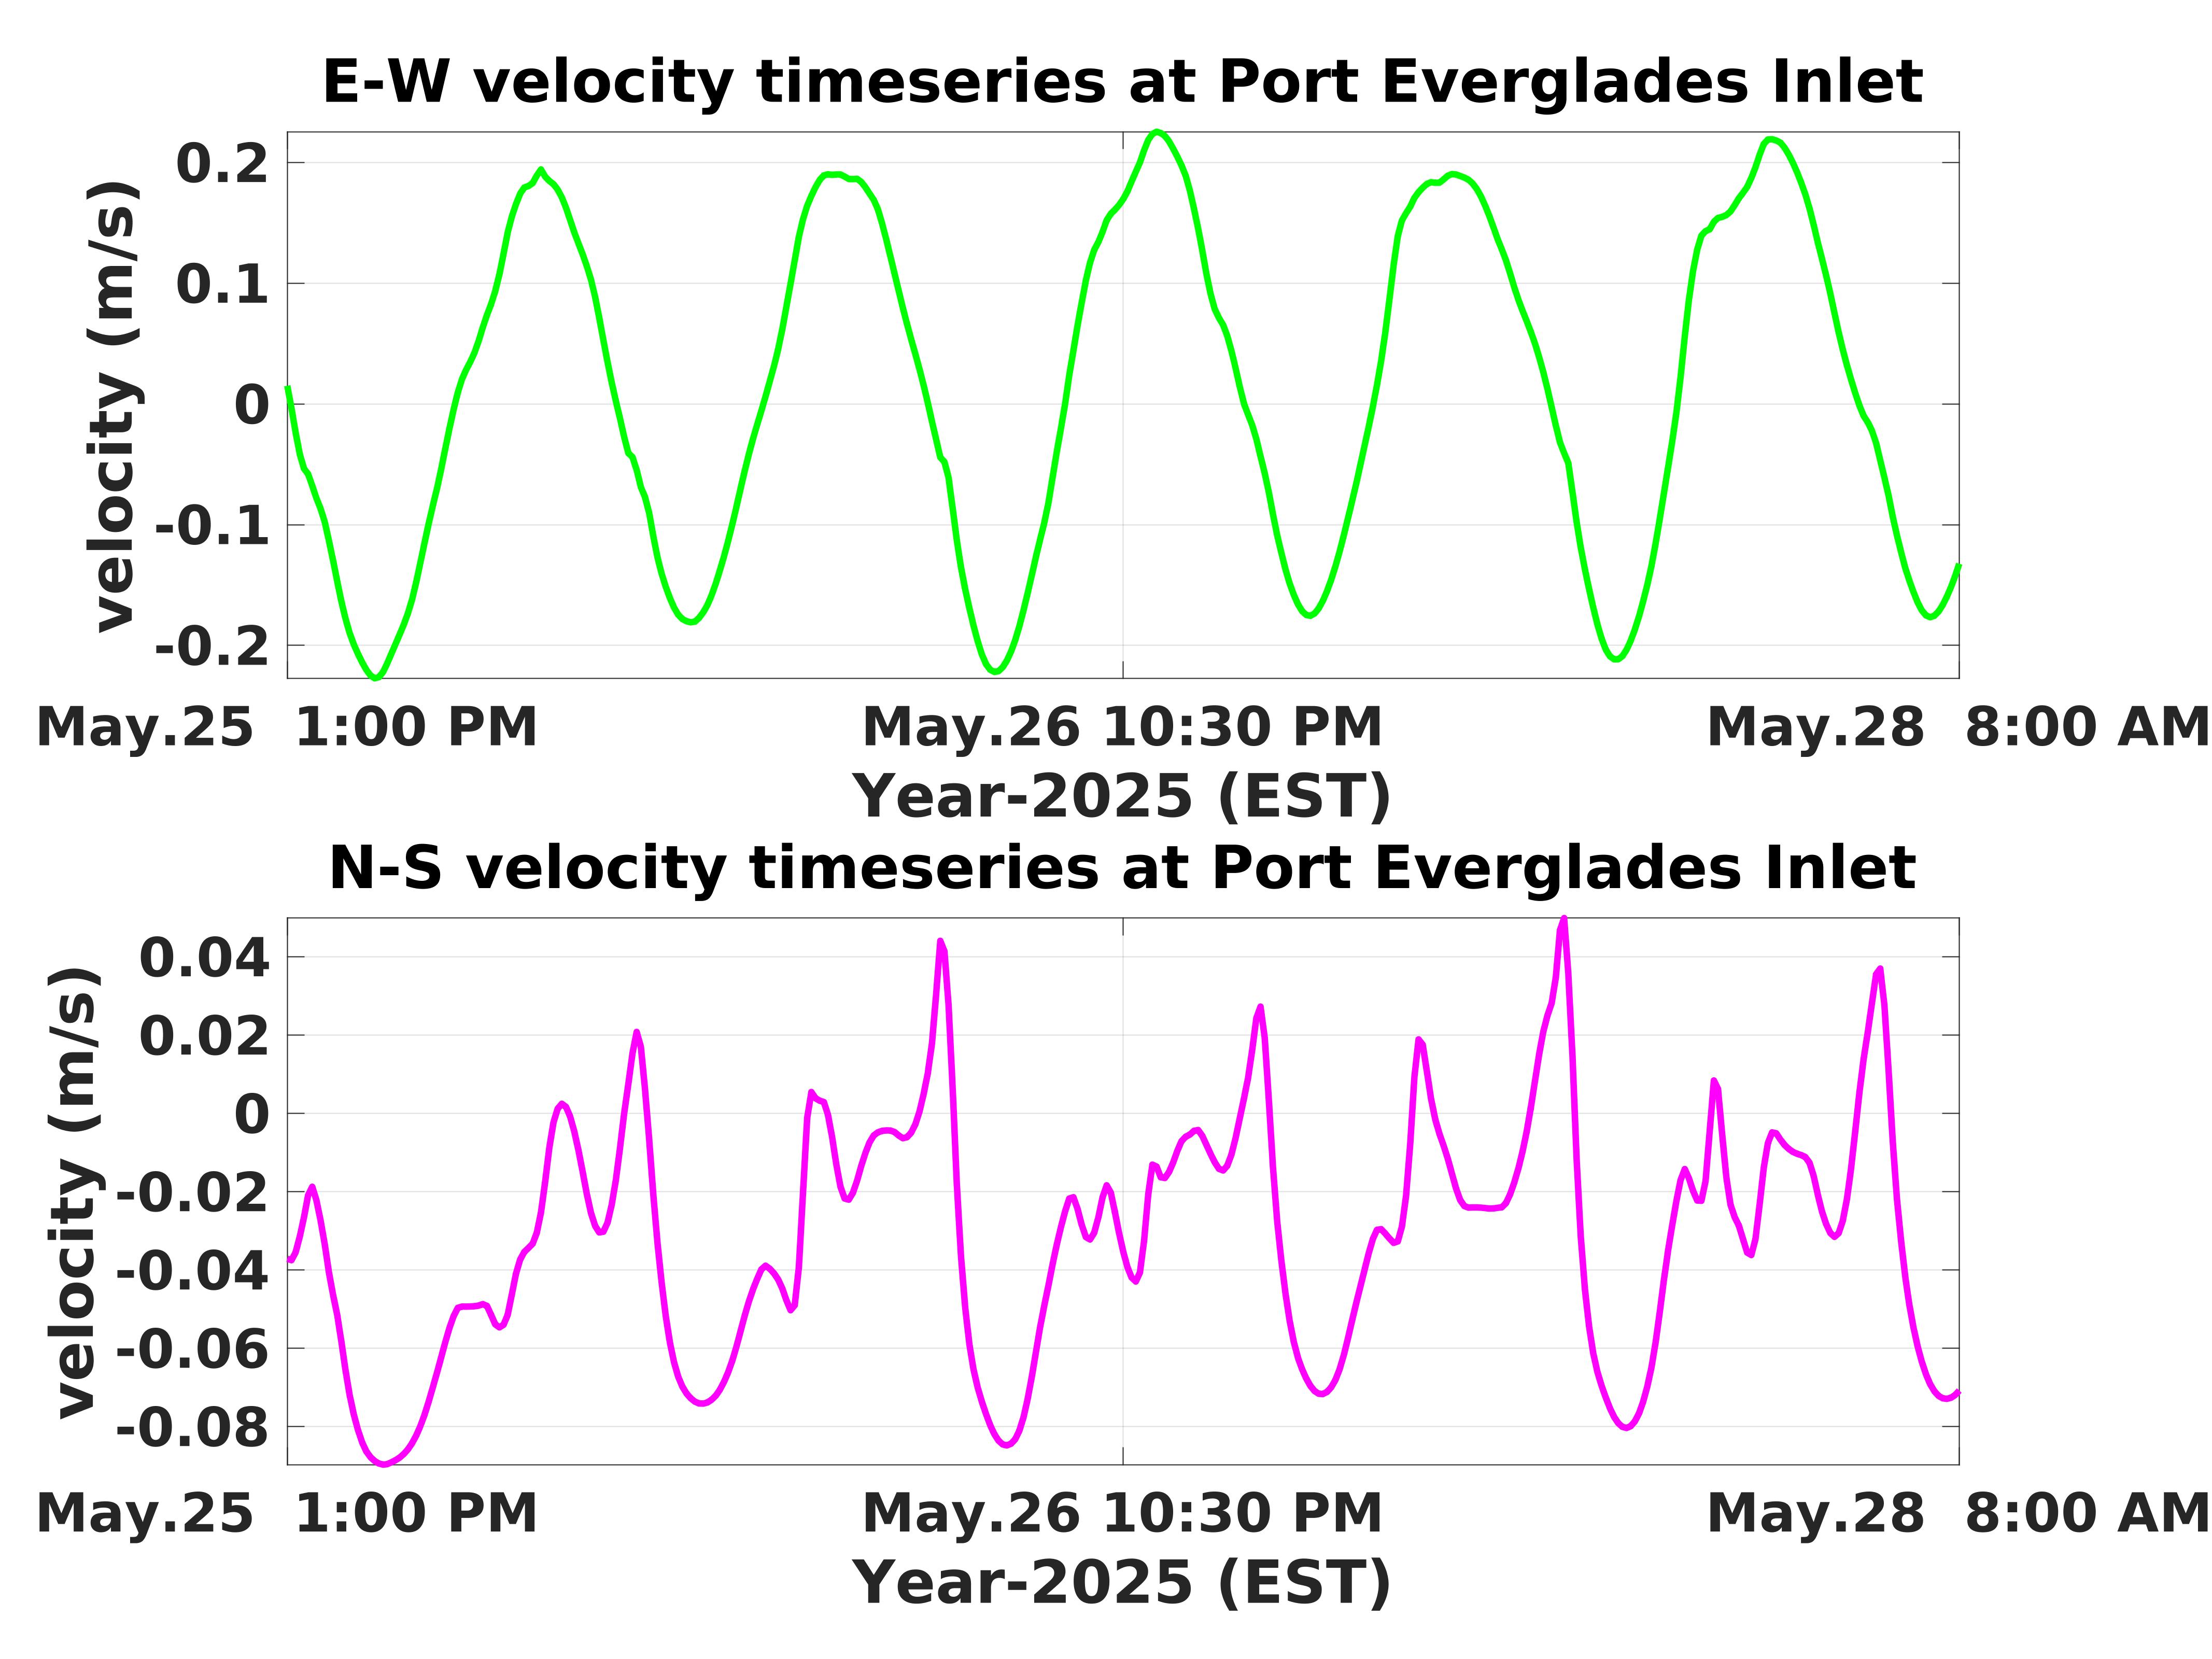 E-W velocity timeseries at Port Everglades Inlet
velocity (m/s)
0.2
0.1
0
-0.1
-0.2
May.25  1:00 PM
May.26 10:30 PM
May.28  8:00 AM
Year-2025 (EST)
N-S velocity timeseries at Port Everglades Inlet
velocity (m/s)
0.04
0.02
0
-0.02
-0.04
-0.06
-0.08
May.25  1:00 PM
May.26 10:30 PM
May.28  8:00 AM
Year-2025 (EST)